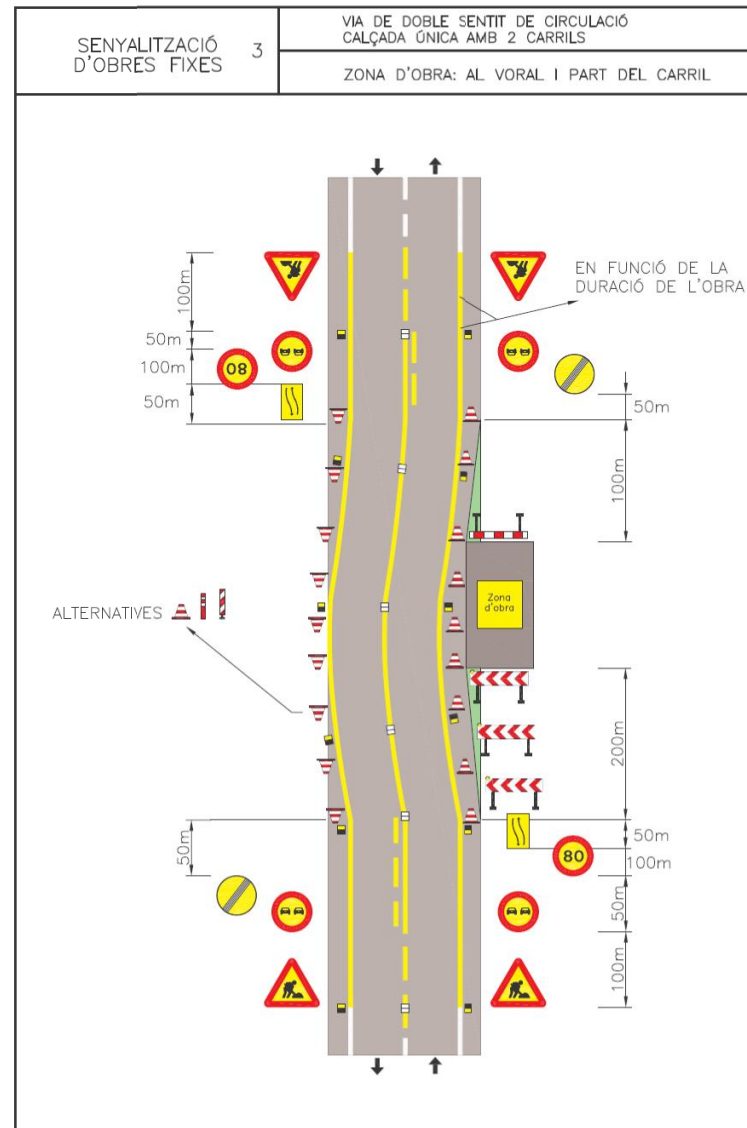 SENYALITZACIÓ
D'OBRES FIXES
3
VIA DE DOBLE SENTIT DE CIRCULACIÓ
CALÇADA ÚNICA AMB 2 CARRILS
ZONA D'OBRA: AL VORAL I PART DEL CARRIL
EN FUNCIÓ DE LA
DURACIÓ DE L'OBRA
100m
50m
100m
50m
80
50m
100m
Zona
d'obra
ALTERNATIVES
200m
50m
100m
50m
100m
80
50m